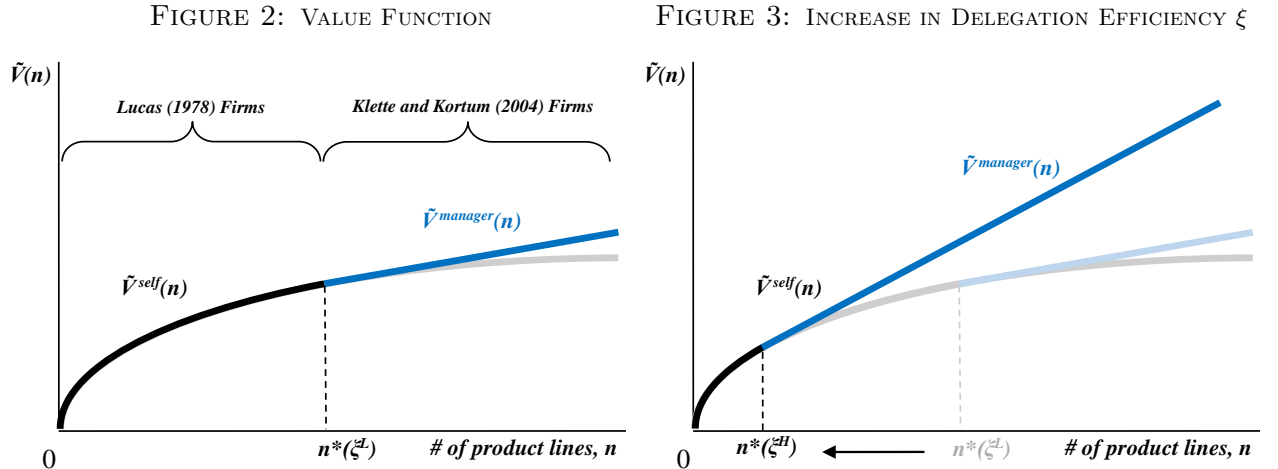 FIGURE 2: VALUE FUNCTION
Ṽ(n)
Lucas (1978) Firms
Klette and Kortum (2004) Firms
Ṽmanager(n)
Ṽself(n)
0
n*(ξL)
# of product lines, n
FIGURE 3: INCREASE IN DELEGATION EFFICIENCY ξ
Ṽ(n)
Ṽmanager(n)
Ṽself(n)
0
n*(ξH)
n*(ξL)
# of product lines, n